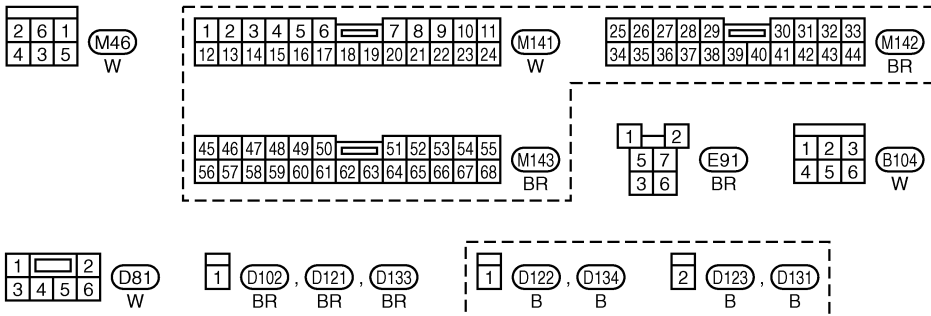 2 6 1
4 3 5
M46
W
1 2 3 4 5 6 7 8 9 10 11
12 13 14 15 16 17 18 19 20 21 22 23 24
M141
W
25 26 27 28 29 30 31 32 33
34 35 36 37 38 39 40 41 42 43 44
M142
BR
45 46 47 48 49 50 51 52 53 54 55
56 57 58 59 60 61 62 63 64 65 66 67 68
M143
BR
1 2
5 7
3 6
E91
BR
1 2 3
4 5 6
B104
W
1 2
3 4 5 6
D81
W
1
D102 , D121 , D133
BR BR BR
1
D122 , D134
B B
2
D123 , D131
B B